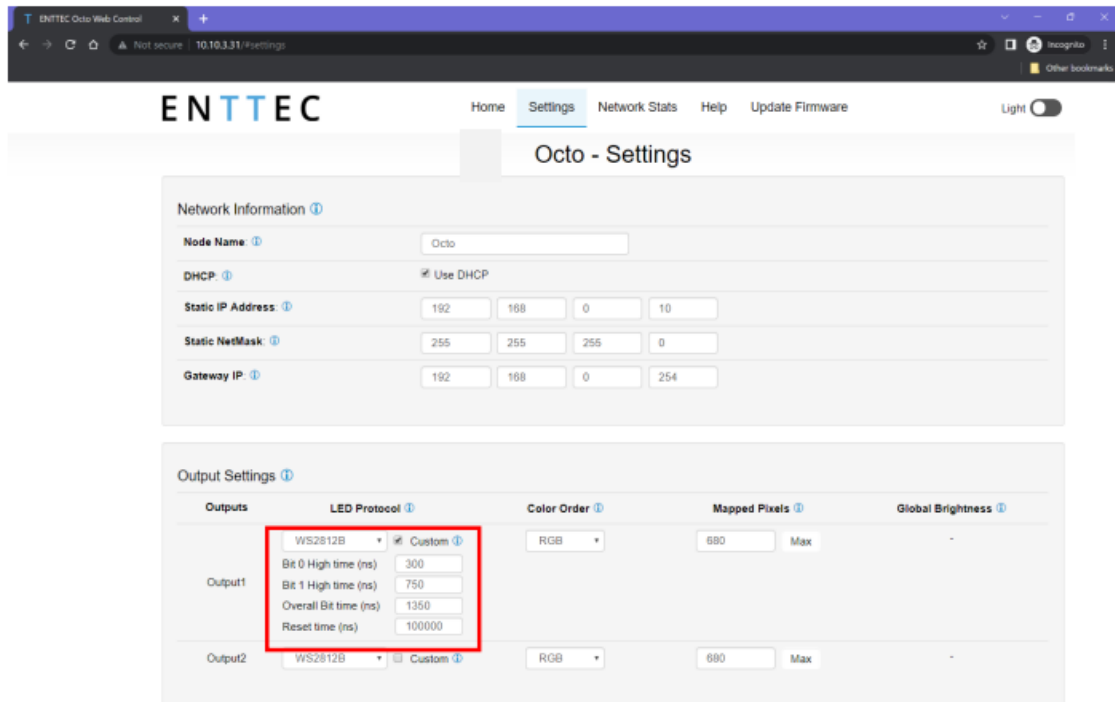 ENTTEC Octo Web Control
Not secure 10.10.3.31/#settings
Incognito
Other bookmarks
ENTTEC Home Settings Network Stats Help Update Firmware Light
Octo - Settings
Network Information
Node Name: Octo
DHCP: Use DHCP
Static IP Address: 192 168 0 10
Static NetMask: 255 255 255 0
Gateway IP: 192 168 0 254
Output Settings
Outputs LED Protocol Color Order Mapped Pixels Global Brightness
WS2812B Custom RGB 680 Max -
Bit 0 High time (ns) 300
Output1
Bit 1 High time (ns) 750
Overall Bit time (ns) 1350
Reset time (ns) 100000
Output2 WS2812B Custom RGB 680 Max -